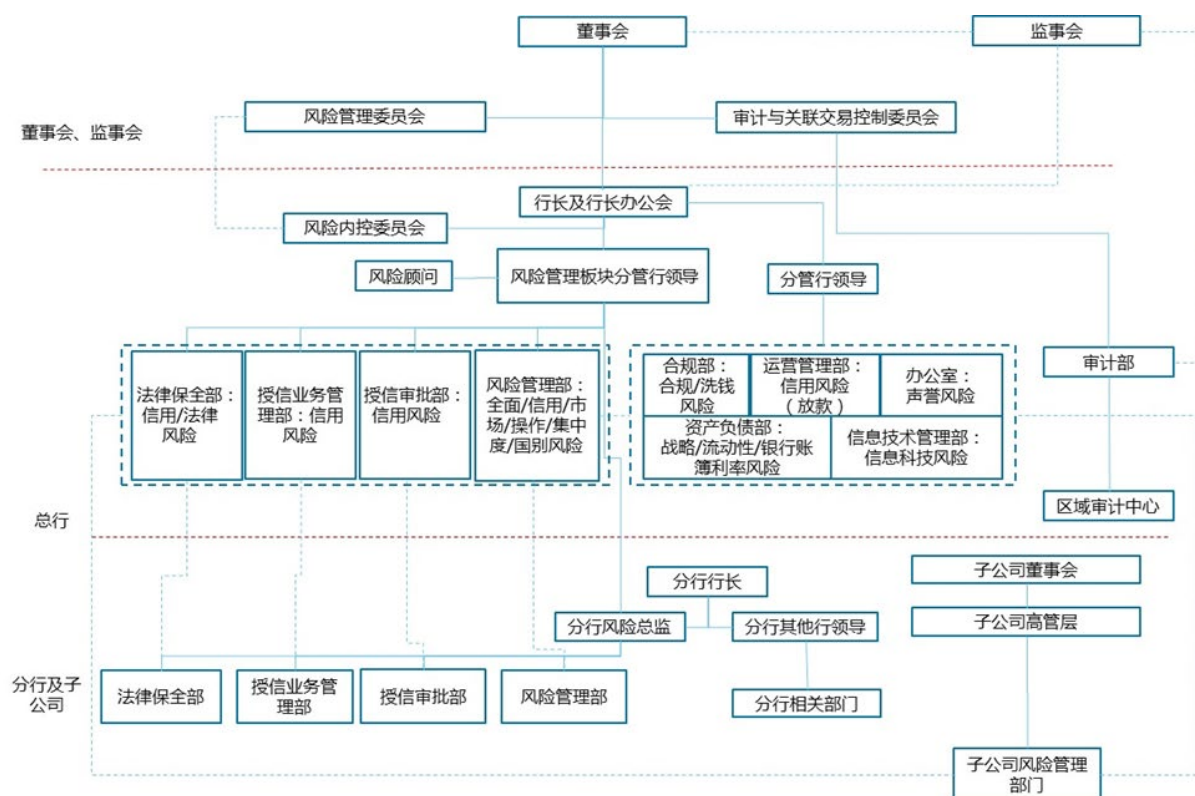 董事会
监事会
风险管理委员会
审计与关联交易控制委员会
董事会、监事会
行长及行长办公会
风险内控委员会
风险顾问
风险管理板块分管行领导
分管行领导
法律保全部：
信用/法律
风险
授信业务管
理部：信用
风险
授信审批部：
信用风险
风险管理部：
全面/信用/市
场/操作/集中
度/国别风险
合规部：
合规/洗钱
风险
运营管理部：
信用风险
（放款）
办公室：
声誉风险
资产负债部：
战略/流动性/银行账
簿利率风险
信息技术管理部：
信息科技风险
审计部
区域审计中心
总行
分行行长
分行风险总监
分行其他行领导
子公司董事会
子公司高管层
分行及子
公司
法律保全部
授信业务管
理部
授信审批部
风险管理部
分行相关部门
子公司风险管理
部门